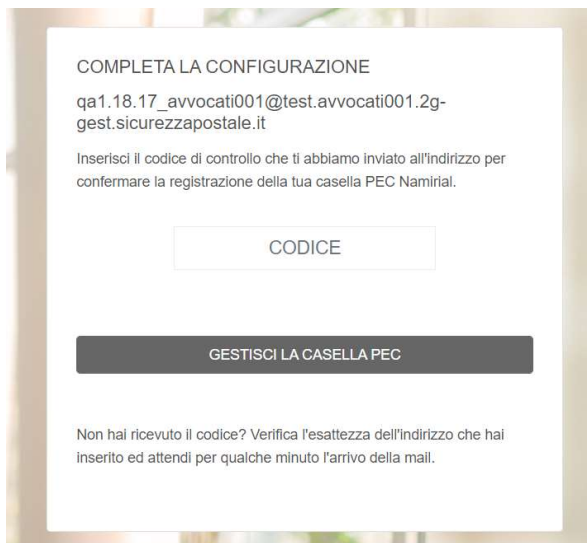 COMPLETA LA CONFIGURAZIONE
qa1.18.17_avvocati001@test.avvocati001.2g-
gest.sicurezzapostale.it
Inserisci il codice di controllo che ti abbiamo inviato all'indirizzo per
confermare la registrazione della tua casella PEC Namirial.
CODICE
GESTISCI LA CASELLA PEC
Non hai ricevuto il codice? Verifica l'esattezza dell'indirizzo che hai
inserito ed attendi per qualche minuto l'arrivo della mail.